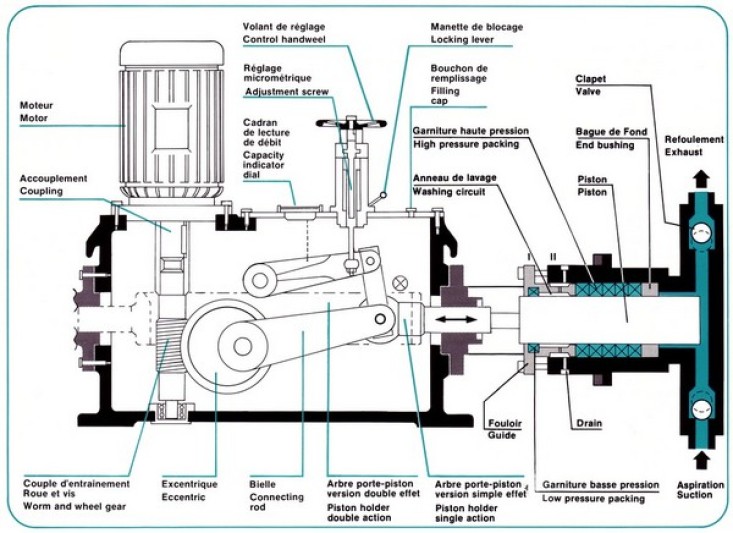 Volant de réglage
Control handweel
Manette de blocage
Locking lever
Réglage
micrométrique
Adjustment screw
Bouchon de
remplissage
Filling
cap
Clapet
Valve
Moteur
Motor
Cadran
de lecture
de débit
Capacity
indicator
dial
Garniture haute pression
High pressure packing
Bague de Fond
End bushing
Refoulement
Exhaust
Accouplement
Coupling
Anneau de lavage
Washing circuit
Piston
Piston
I II
Fouloir
Guide
Drain
Couple d'entrainement
Roue et vis
Worm and wheel gear
Excentrique
Eccentric
Bielle
Connecting
rod
Arbre porte-piston
version double effet
Piston holder
double action
Arbre porte-piston
version simple effet
Piston holder
single action
Garniture basse pression
Low pressure packing
Aspiration
Suction